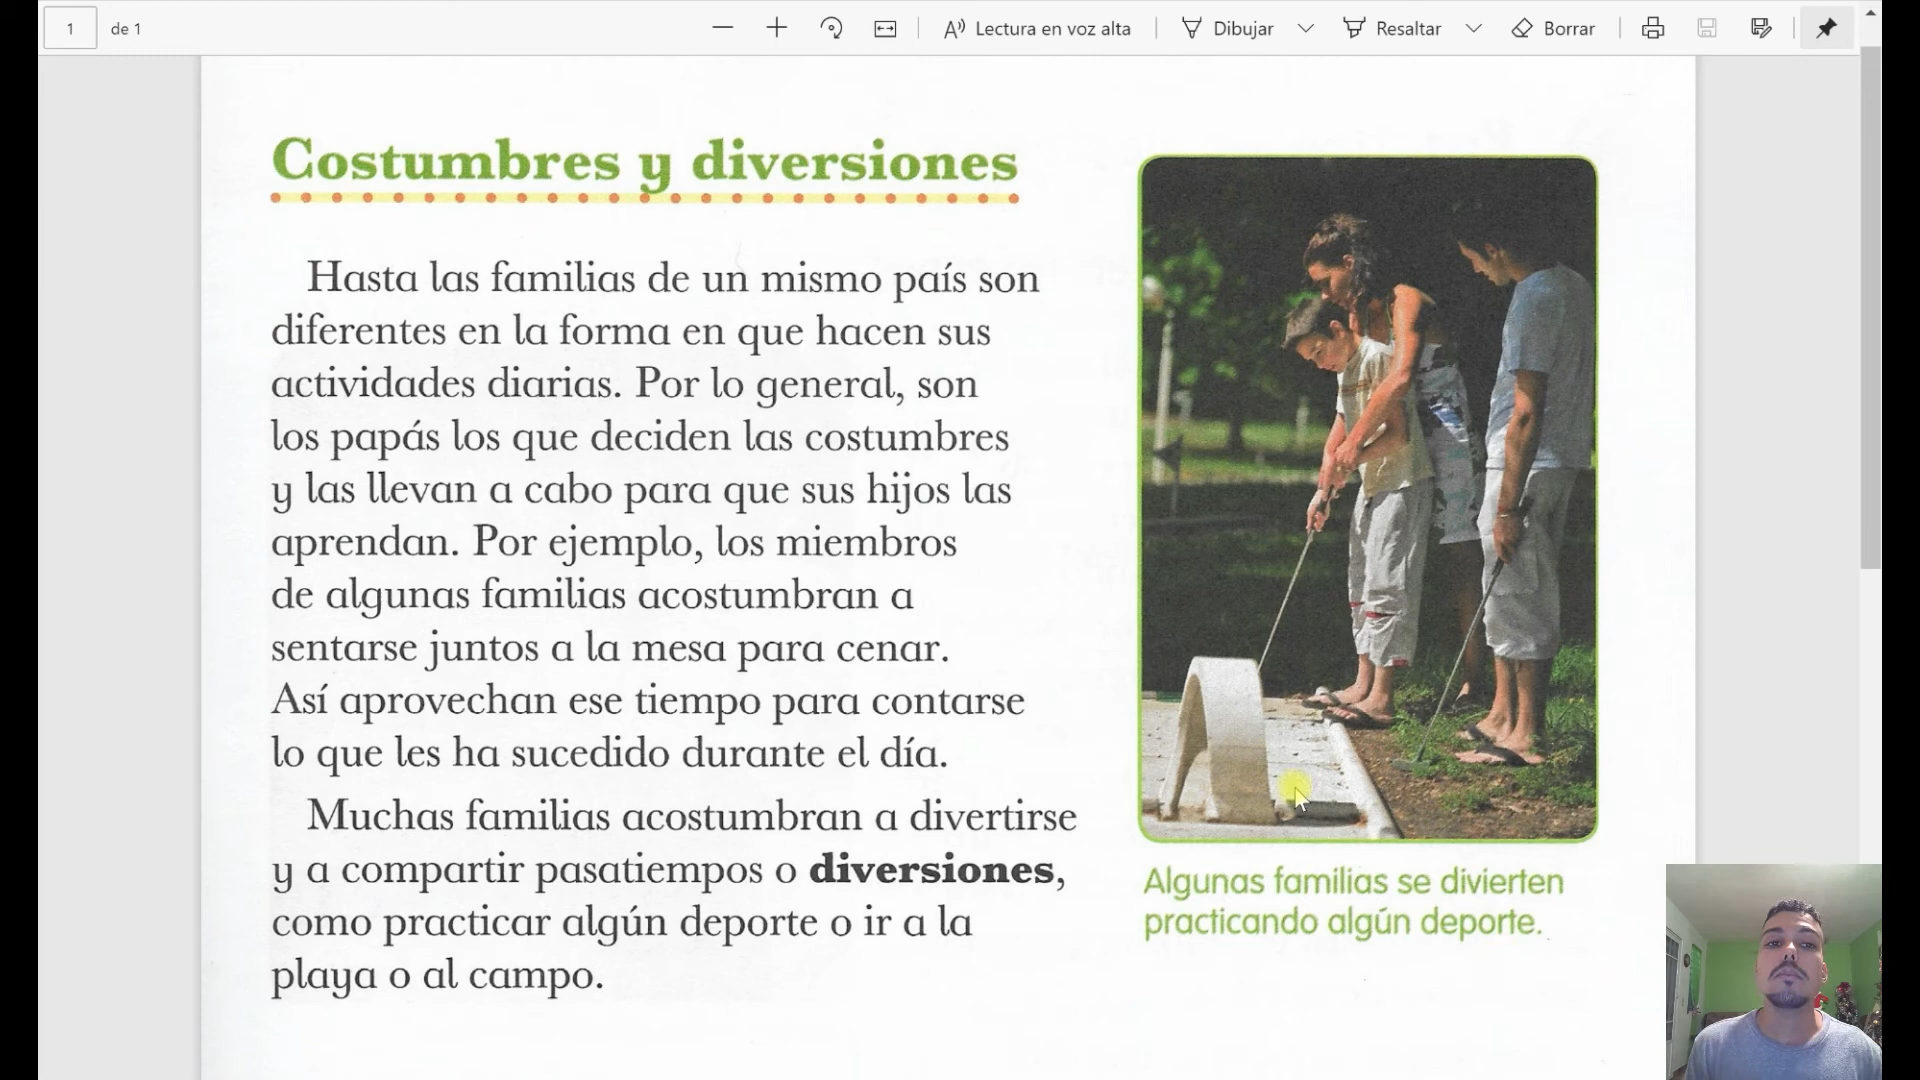 1 de 1 Lectura en voz alta Dibujar Resaltar Borrar
Costumbres y diversiones
Hasta las familias de un mismo país son
diferentes en la forma en que hacen sus
actividades diarias. Por lo general, son
los papás los que deciden las costumbres
y las llevan a cabo para que sus hijos las
aprendan. Por ejemplo, los miembros
de algunas familias acostumbran a
sentarse juntos a la mesa para cenar.
Así aprovechan ese tiempo para contarse
lo que les ha sucedido durante el día.
Muchas familias acostumbran a divertirse
y a compartir pasatiempos o diversiones,
como practicar algún deporte o ir a la
playa o al campo.
Algunas familias se divierten
practicando algún deporte.